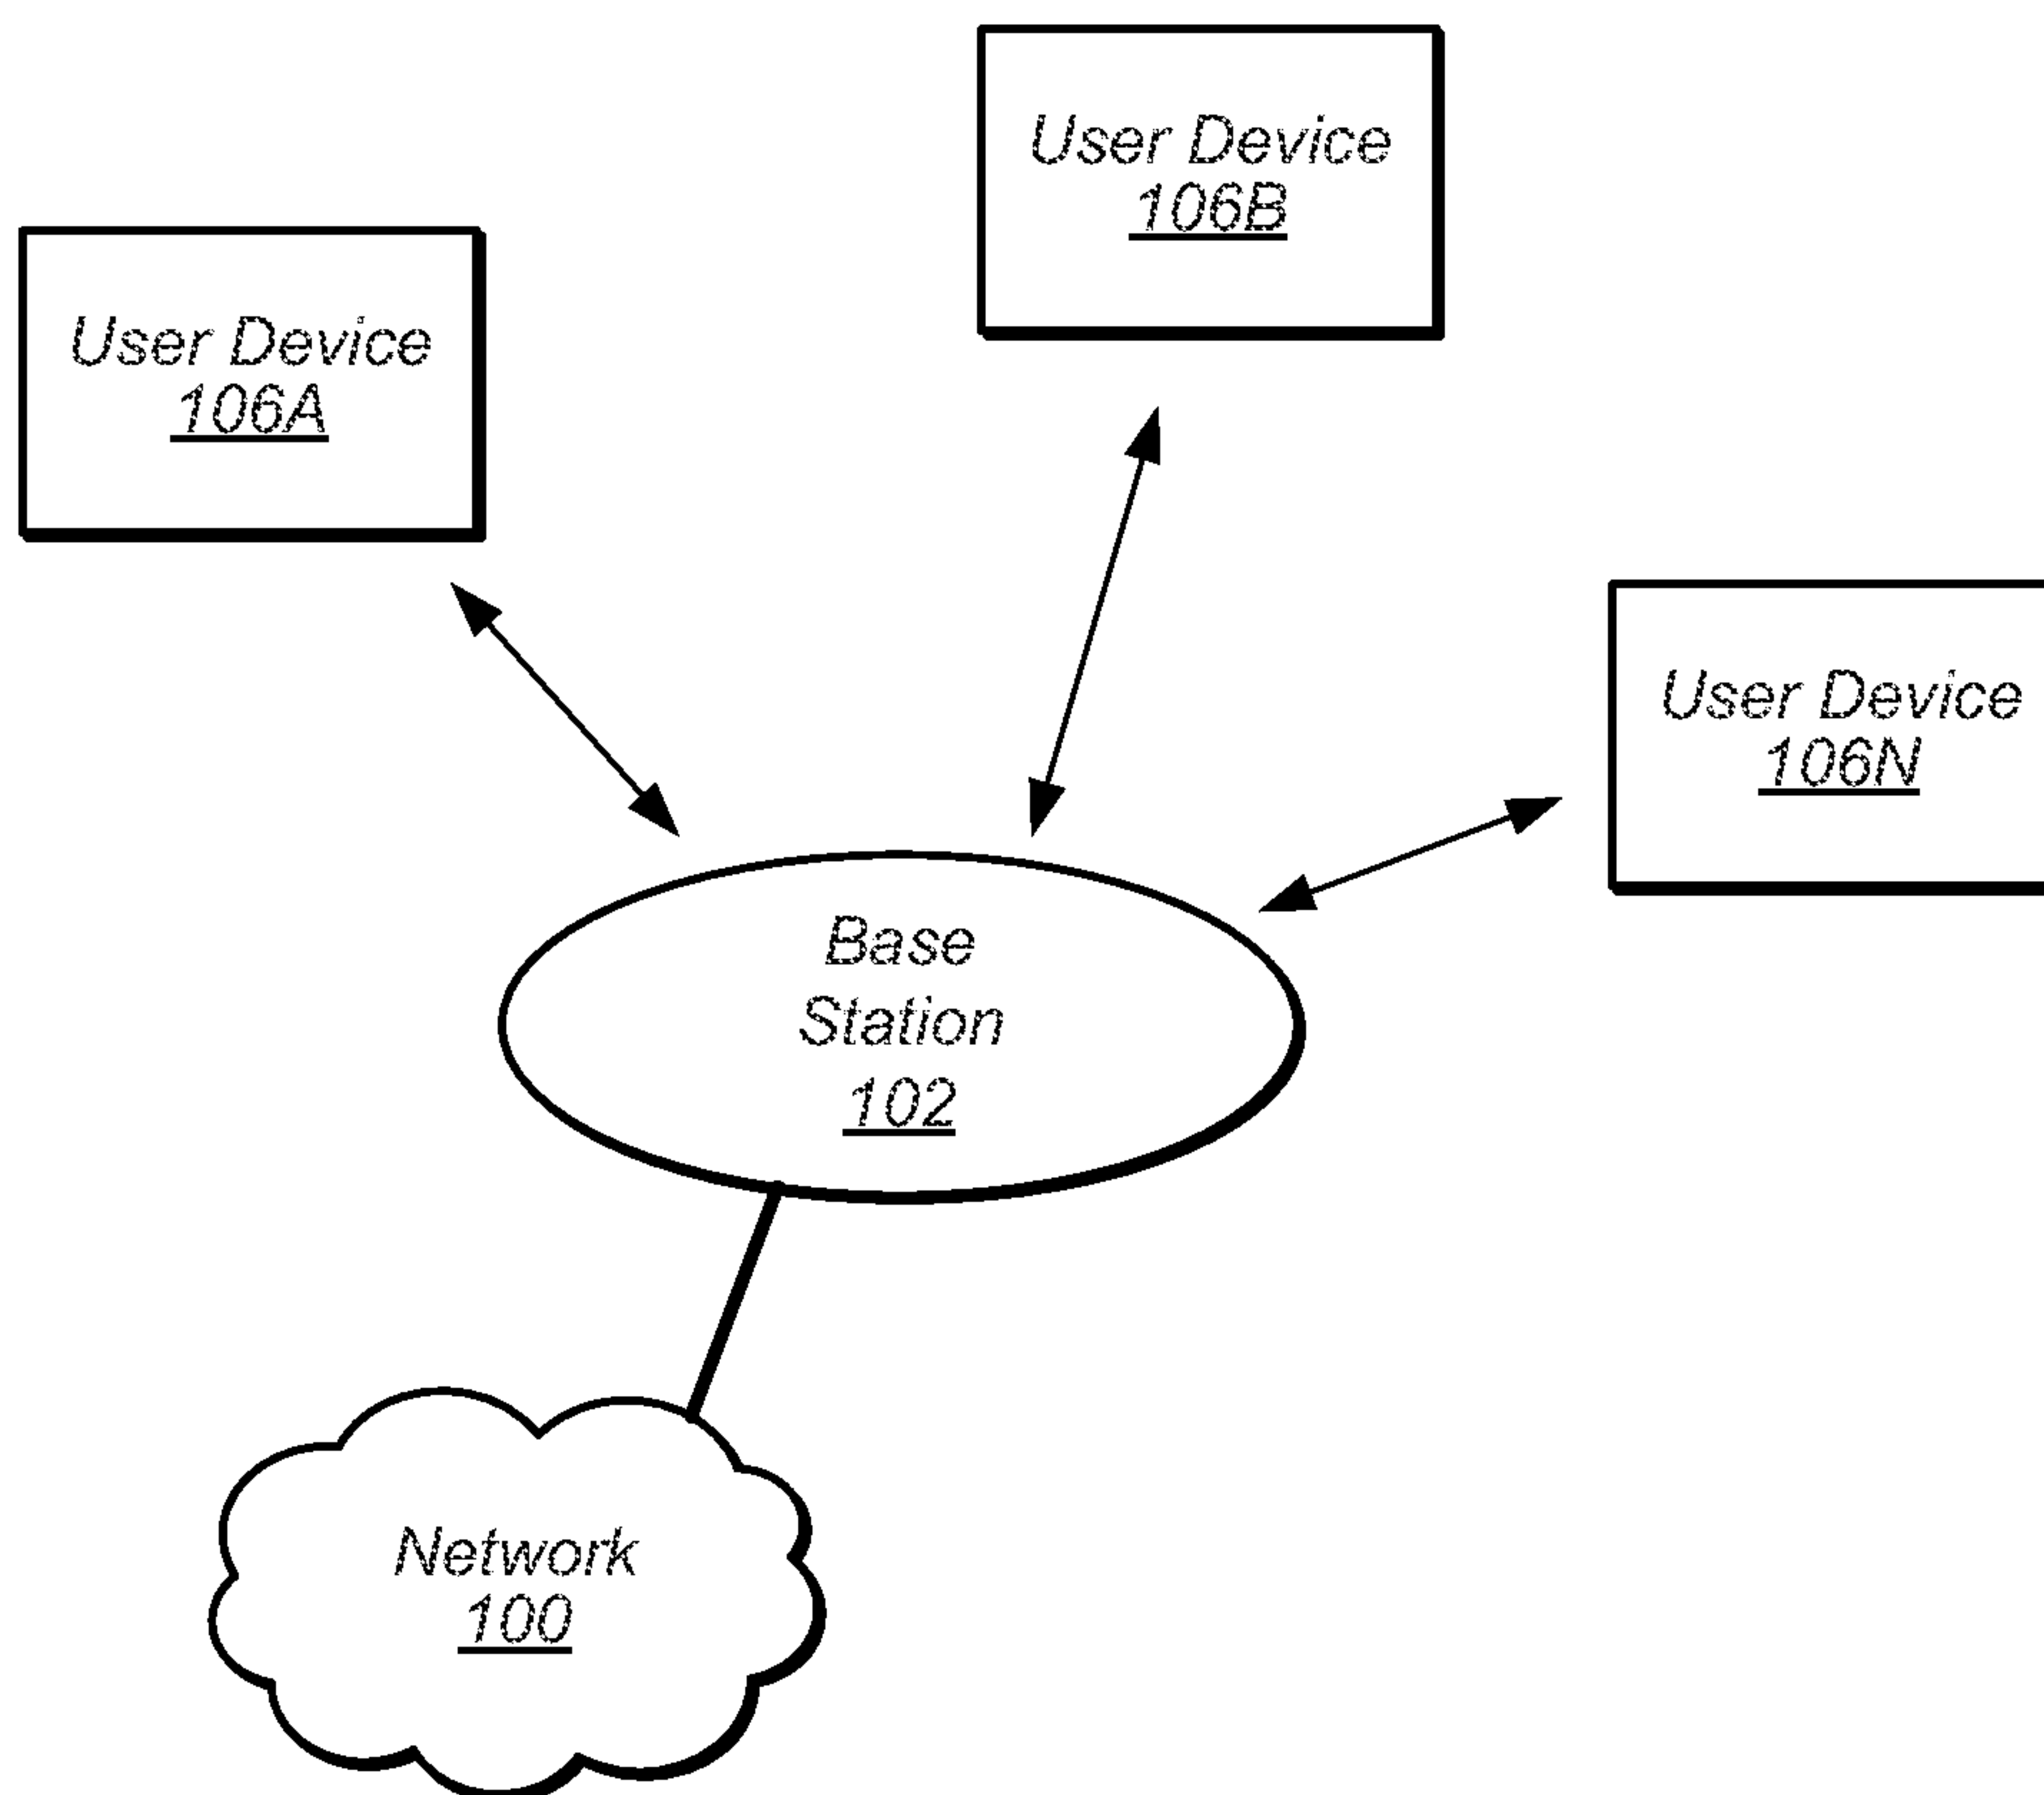 User Device
106B
User Device
106A
User Device
106N
Base
Station
102
Network
100